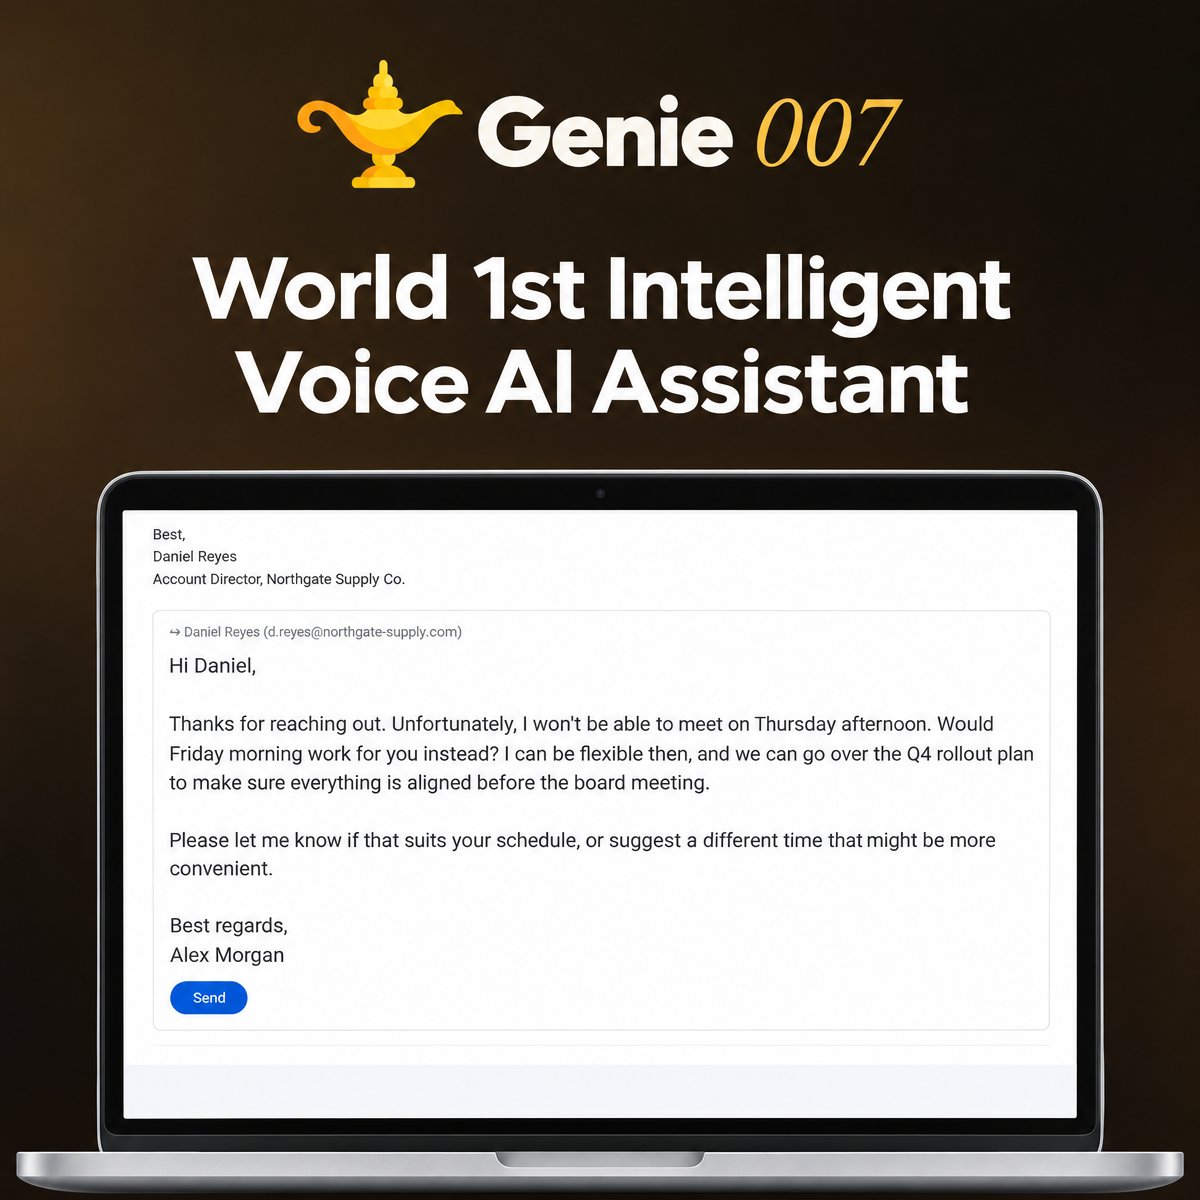 Genie 007
World 1st Intelligent
Voice AI Assistant
Best,
Daniel Reyes
Account Director, Northgate Supply Co.
↪ Daniel Reyes (d.reyes@northgate-supply.com)
Hi Daniel,
Thanks for reaching out. Unfortunately, I won't be able to meet on Thursday afternoon. Would
Friday morning work for you instead? I can be flexible then, and we can go over the Q4 rollout plan
to make sure everything is aligned before the board meeting.
Please let me know if that suits your schedule, or suggest a different time that might be more
convenient.
Best regards,
Alex Morgan
Send